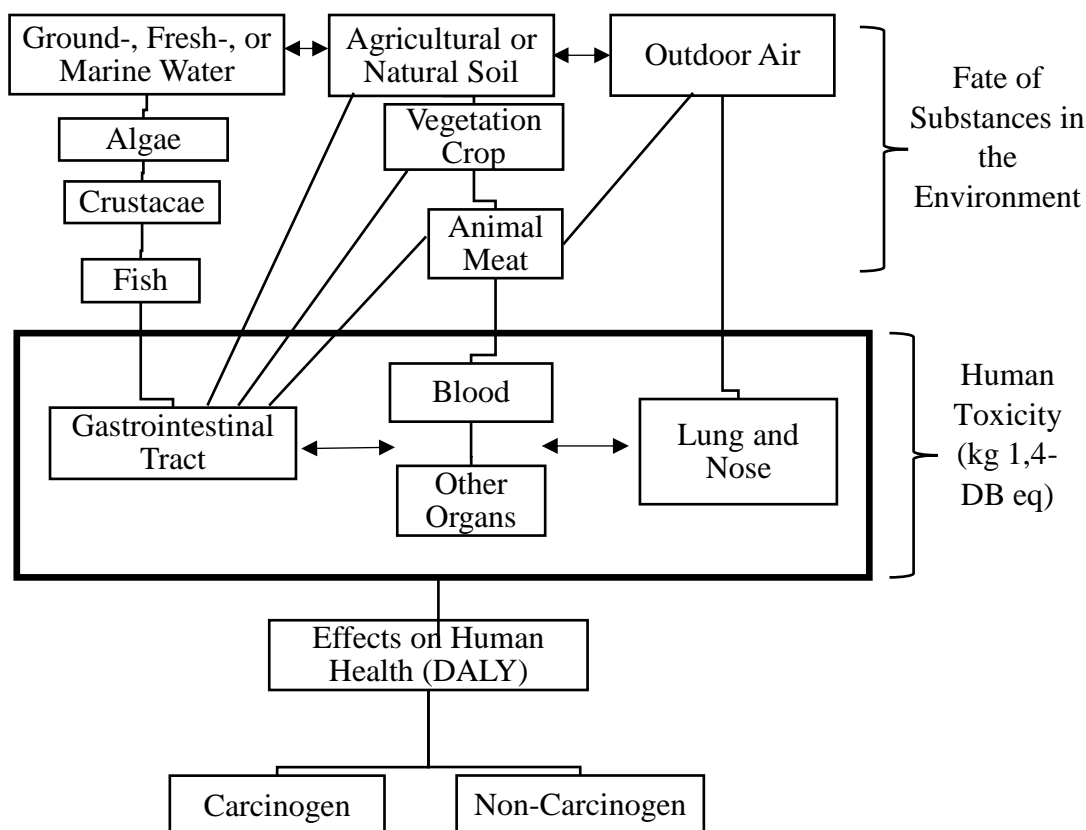 Ground-, Fresh-, or
Marine Water
Agricultural or
Natural Soil
Outdoor Air
Fate of
Substances in
the
Environment
Algae
Vegetation
Crop
Crustacae
Animal
Meat
Fish
Blood
Gastrointestinal
Tract
Lung and
Nose
Other
Organs
Human
Toxicity
(kg 1,4-
DB eq)
Effects on Human
Health (DALY)
Carcinogen
Non-Carcinogen